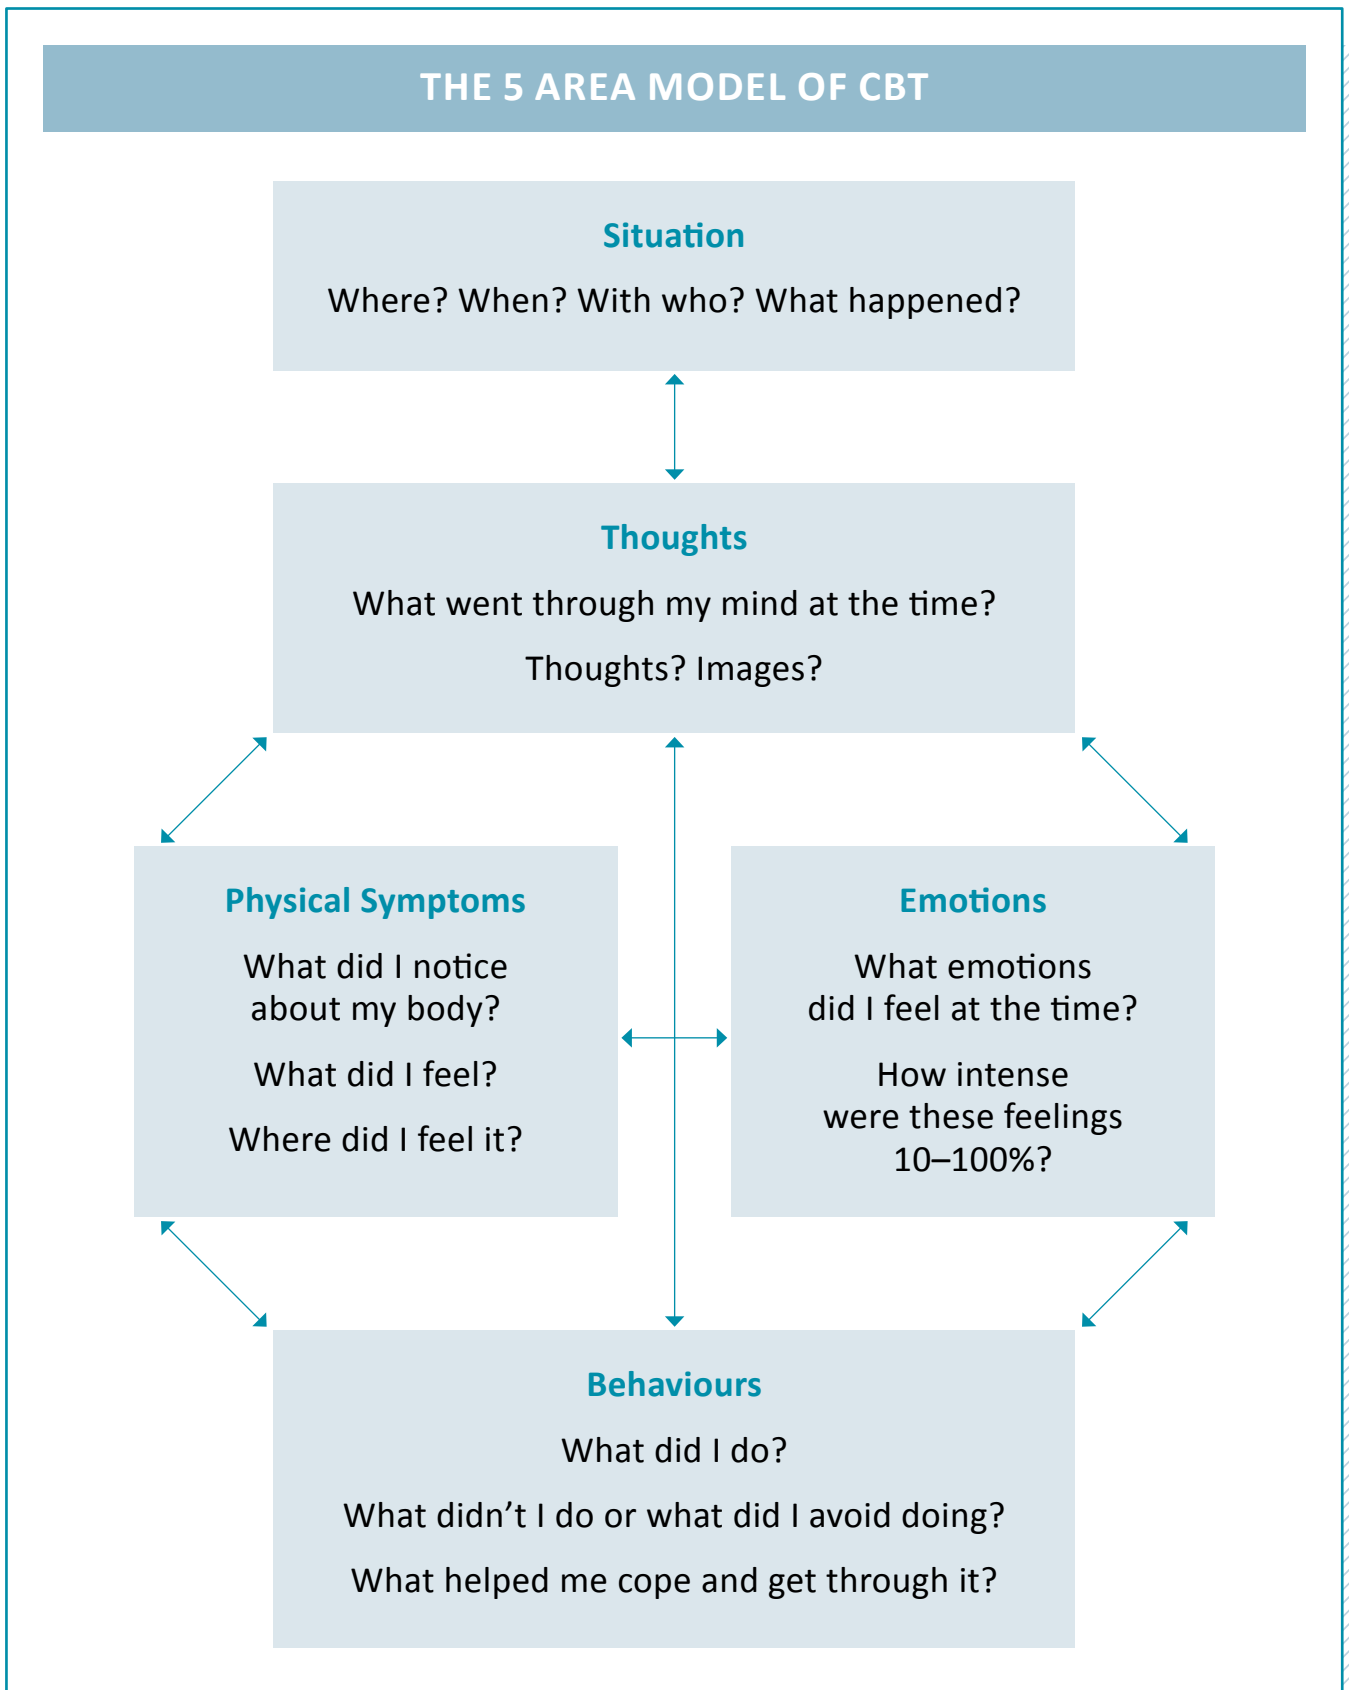 THE 5 AREA MODEL OF CBT
Situation
Where? When? With who? What happened?
Thoughts
What went through my mind at the time?
Thoughts? Images?
Physical Symptoms
What did I notice
about my body?
What did I feel?
Where did I feel it?
Emotions
What emotions
did I feel at the time?
How intense
were these feelings
10–100%?
Behaviours
What did I do?
What didn’t I do or what did I avoid doing?
What helped me cope and get through it?